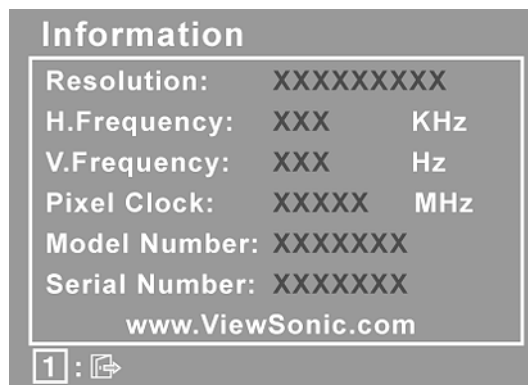 Information
Resolution: XXXXXXXXX
H.Frequency: XXX KHz
V.Frequency: XXX Hz
Pixel Clock: XXXXX MHz
Model Number: XXXXXXX
Serial Number: XXXXXXX
www.ViewSonic.com
1 :